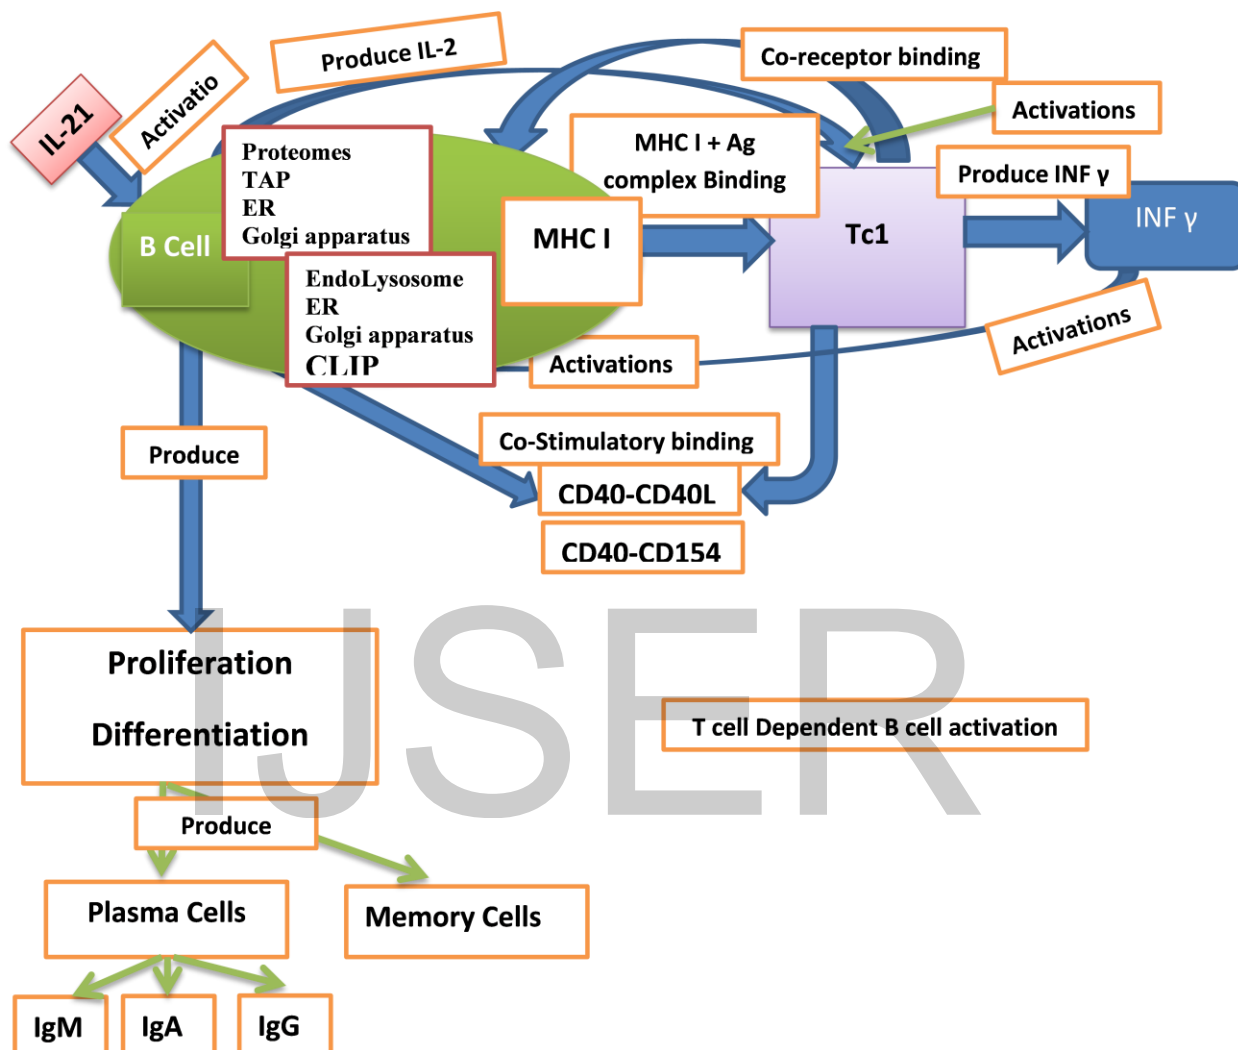 Produce IL-2
Co-receptor binding
IL-21
Activatio
Activations
MHC I + Ag
complex Binding
Proteomes
TAP
ER
Golgi apparatus
Produce INF γ
B Cell
MHC I
Tc1
INF γ
EndoLysosome
ER
Golgi apparatus
CLIP
Activations
Activations
Produce
Co-Stimulatory binding
CD40-CD40L
CD40-CD154
IJSER
Proliferation
Differentiation
T cell Dependent B cell activation
Produce
Plasma Cells
Memory Cells
IgM
IgA
IgG